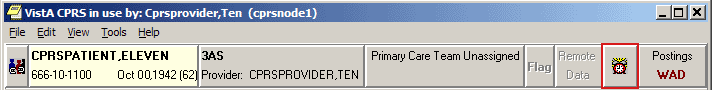 VistA CPRS in use by: Cprsprovider,Ten (cprsnode1)
File Edit View Tools Help
CPRSPATIENT,ELEVEN 3AS Primary Care Team Unassigned Flag Remote Data Postings
666-10-1100 Oct 00,1942 (62) Provider: CPRSPROVIDER,TEN WAD